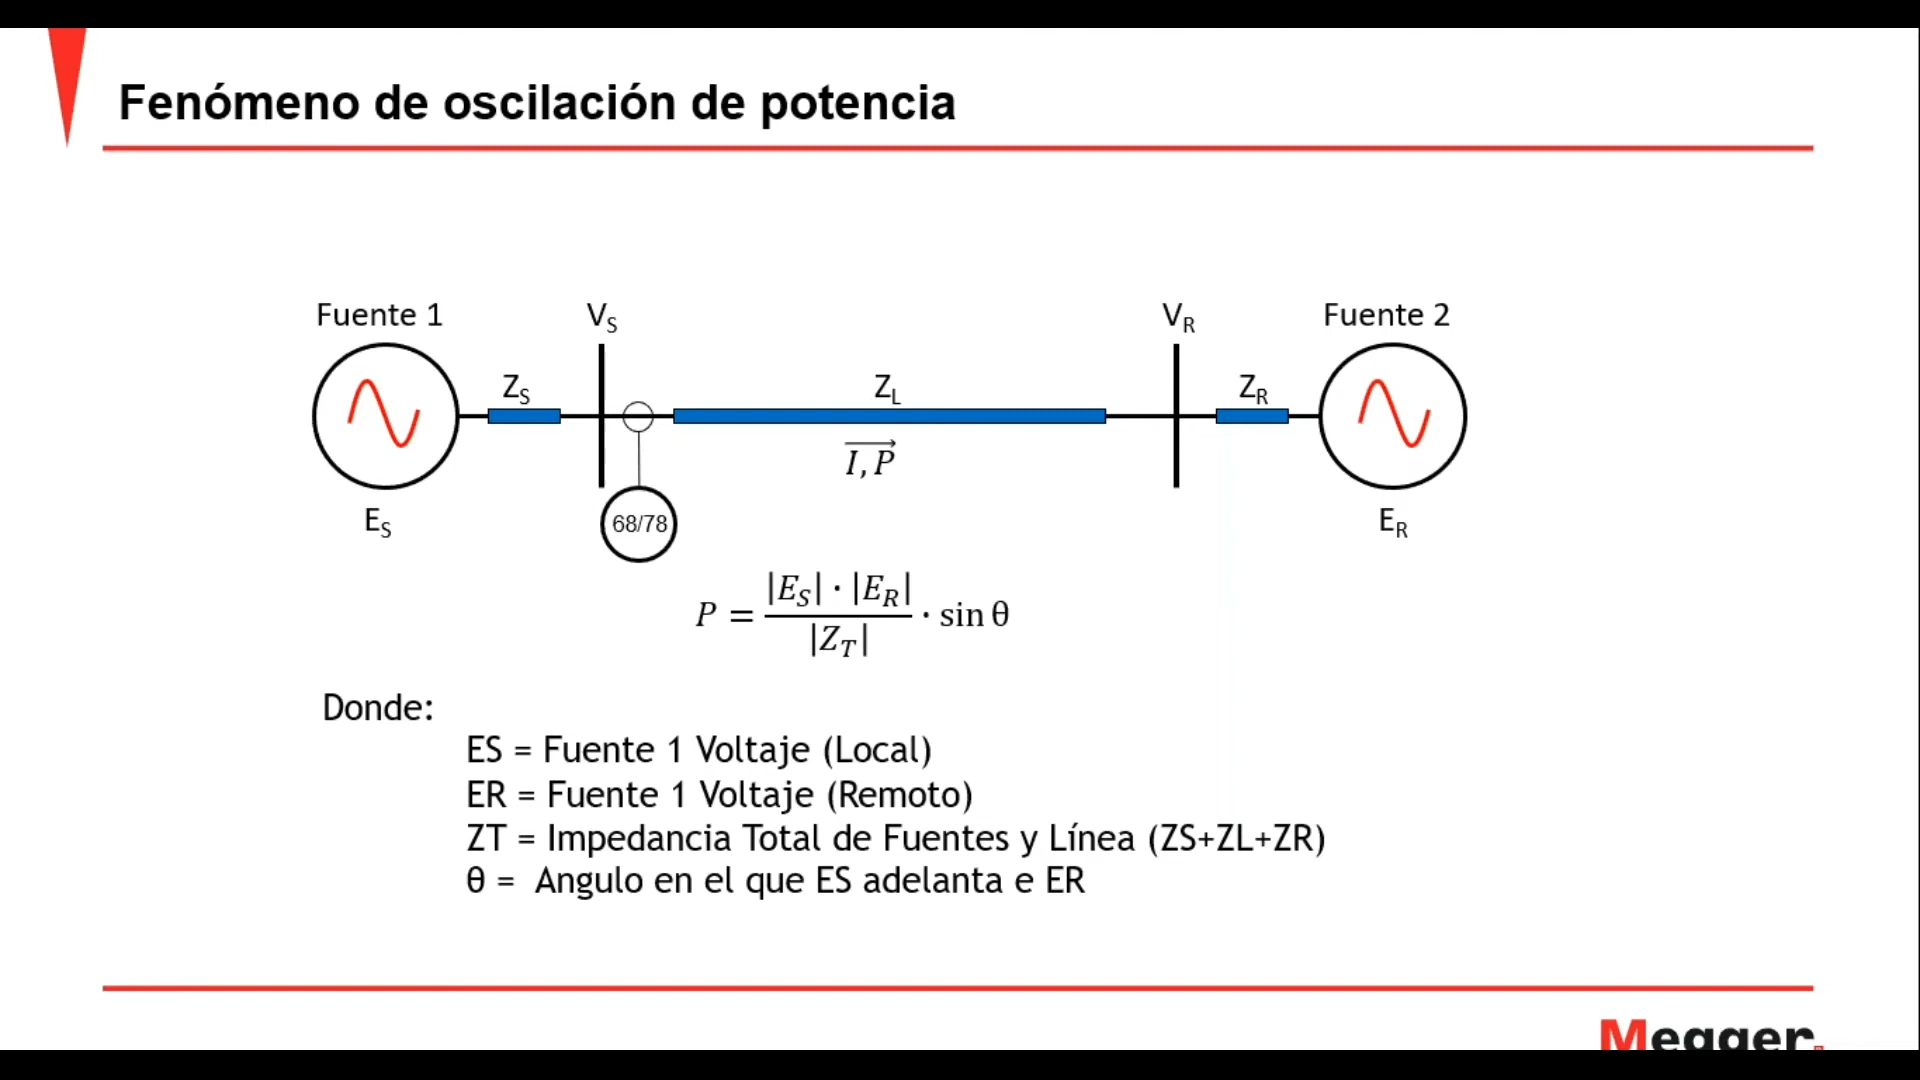 Fenómeno de oscilación de potencia
Fuente 1
V_S
V_R
Fuente 2
Z_S
Z_L
Z_R
I, P
E_S
68/78
E_R
P = |E_S| · |E_R| / |Z_T| · sin θ
Donde:
ES = Fuente 1 Voltaje (Local)
ER = Fuente 1 Voltaje (Remoto)
ZT = Impedancia Total de Fuentes y Línea (ZS+ZL+ZR)
θ = Angulo en el que ES adelanta e ER
Megger